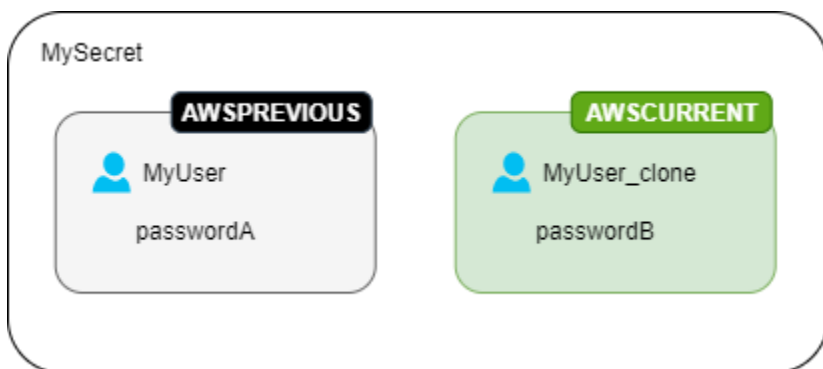 MySecret
AWSPREVIOUS
MyUser
passwordA
AWSCURRENT
MyUser_clone
passwordB